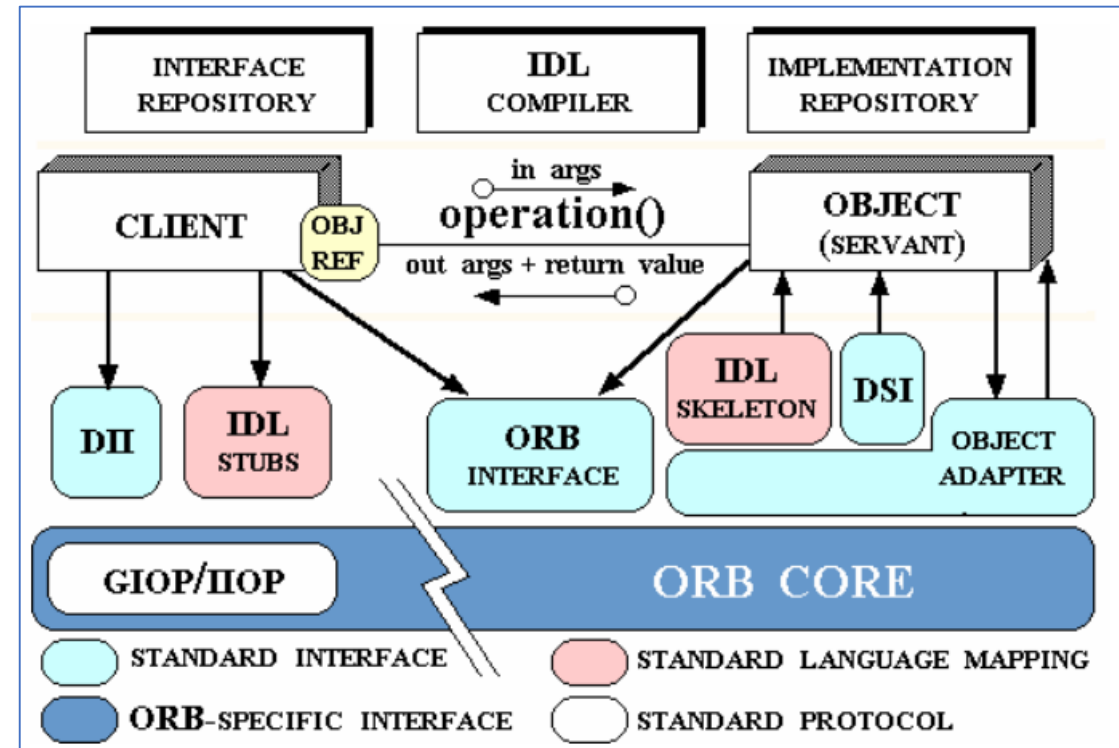 INTERFACE
REPOSITORY
IDL
COMPILER
IMPLEMENTATION
REPOSITORY
CLIENT
OBJ
REF
in args
operation()
out args + return value
OBJECT
(SERVANT)
DII
IDL
STUBS
ORB
INTERFACE
IDL
SKELETON
DSI
OBJECT
ADAPTER
GIOP/IIOP
ORB CORE
STANDARD INTERFACE
STANDARD LANGUAGE MAPPING
ORB-SPECIFIC INTERFACE
STANDARD PROTOCOL